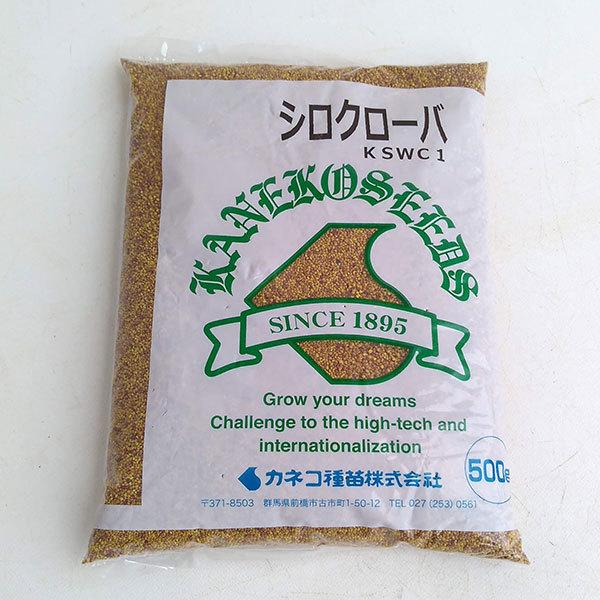 シロクローバ
KSWC1
KANEKOSEEDS
SINCE 1895
Grow your dreams
Challenge to the high-tech and
internationalization
500g
カネコ種苗株式会社
〒371-8503 群馬県前橋市古市町1-50-12 TEL 027 (253) 0561